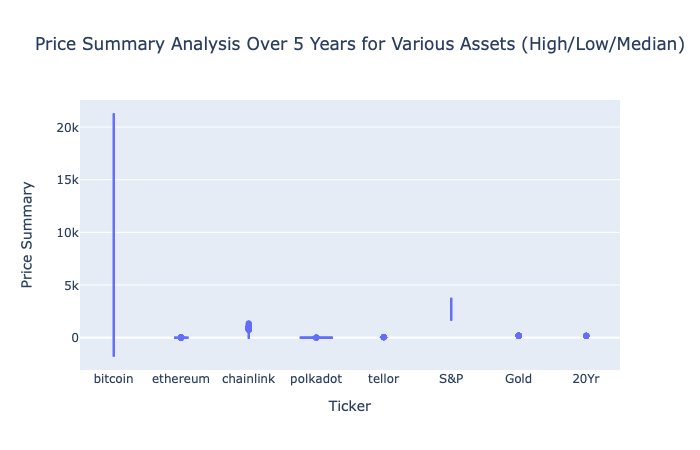 Price Summary Analysis Over 5 Years for Various Assets (High/Low/Median)
Price Summary
20k
15k
10k
5k
0
bitcoin ethereum chainlink polkadot tellor S&P Gold 20Yr
Ticker